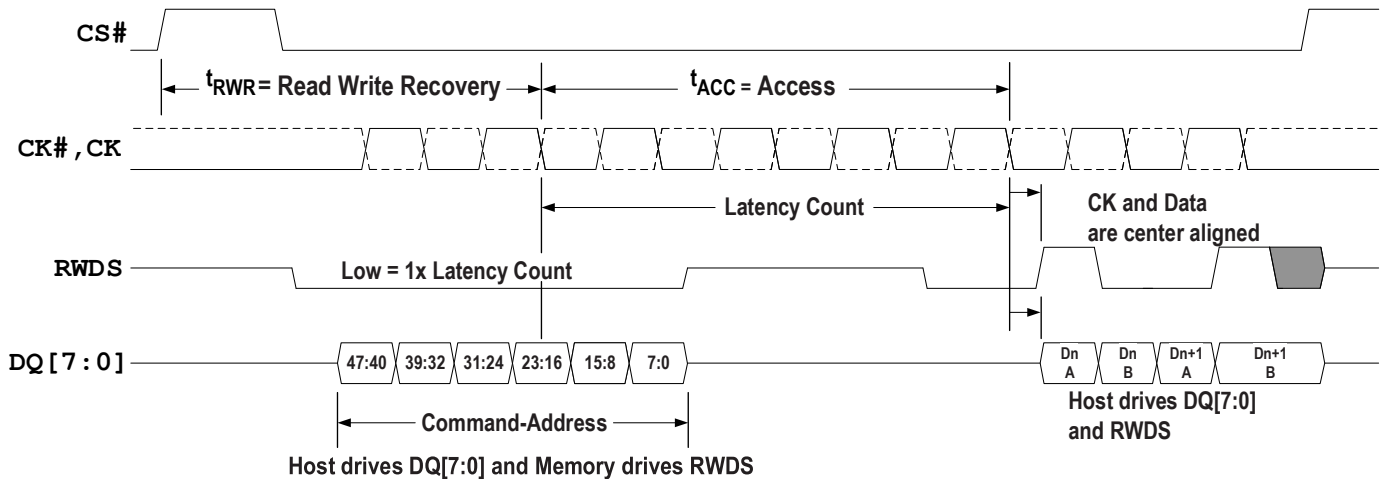 CS#
tRWR = Read Write Recovery
tACC = Access
CK#,CK
Latency Count
CK and Data
are center aligned
RWDS
Low = 1x Latency Count
DQ[7:0]
47:40 39:32 31:24 23:16 15:8 7:0
Dn A
Dn B
Dn+1 A
Dn+1 B
Command-Address
Host drives DQ[7:0]
and RWDS
Host drives DQ[7:0] and Memory drives RWDS